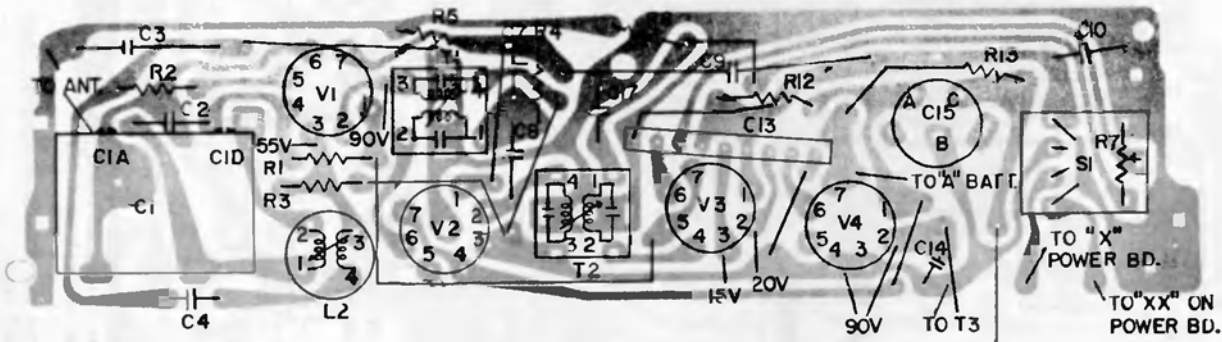 C3
R5
R4
C9
C10
TO ANT.
R2
C2
5 6 7
4 V1 1
3 2
T1
3 4
2 1
90V
C8
R12
C13
R13
A C15 C
B
S1
R7
C1A
C1D
C1
55V
R1
R3
7 1 2
6 V2 3
5 4
4 1
3 2
T2
7 1
6 V3
5 4 3 2
7 1
6 V4
5 4 3 2
TO "A" BATT.
2 3
1 4
L2
C4
15V
20V
90V
C14
TO T3
TO "X"
POWER BD.
TO "XX" ON
POWER BD.